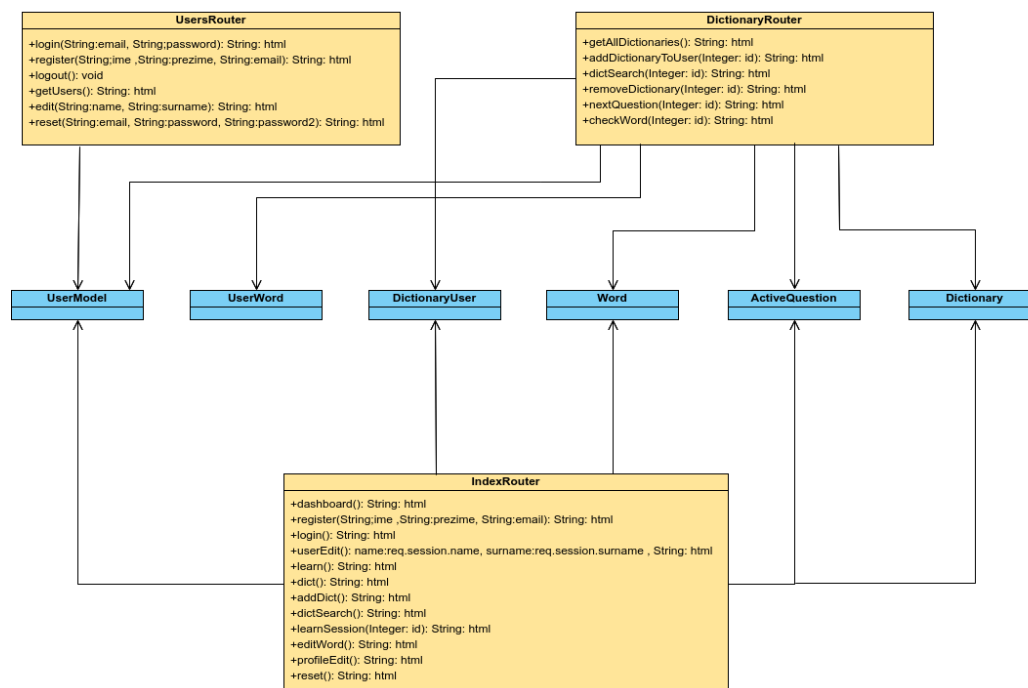 UsersRouter
+login(String:email, String;password): String: html
+register(String;ime ,String:prezime, String:email): String: html
+logout(): void
+getUsers(): String: html
+edit(String:name, String:surname): String: html
+reset(String:email, String:password, String:password2): String: html
DictionaryRouter
+getAllDictionaries(): String: html
+addDictionaryToUser(Integer: id): String: html
+dictSearch(Integer: id): String: html
+removeDictionary(Integer: id): String: html
+nextQuestion(Integer: id): String: html
+checkWord(Integer: id): String: html
UserModel
UserWord
DictionaryUser
Word
ActiveQuestion
Dictionary
IndexRouter
+dashboard(): String: html
+register(String;ime ,String:prezime, String:email): String: html
+login(): String: html
+userEdit(): name:req.session.name, surname:req.session.surname , String: html
+learn(): String: html
+dict(): String: html
+addDict(): String: html
+dictSearch(): String: html
+learnSession(Integer: id): String: html
+editWord(): String: html
+profileEdit(): String: html
+reset(): String: html